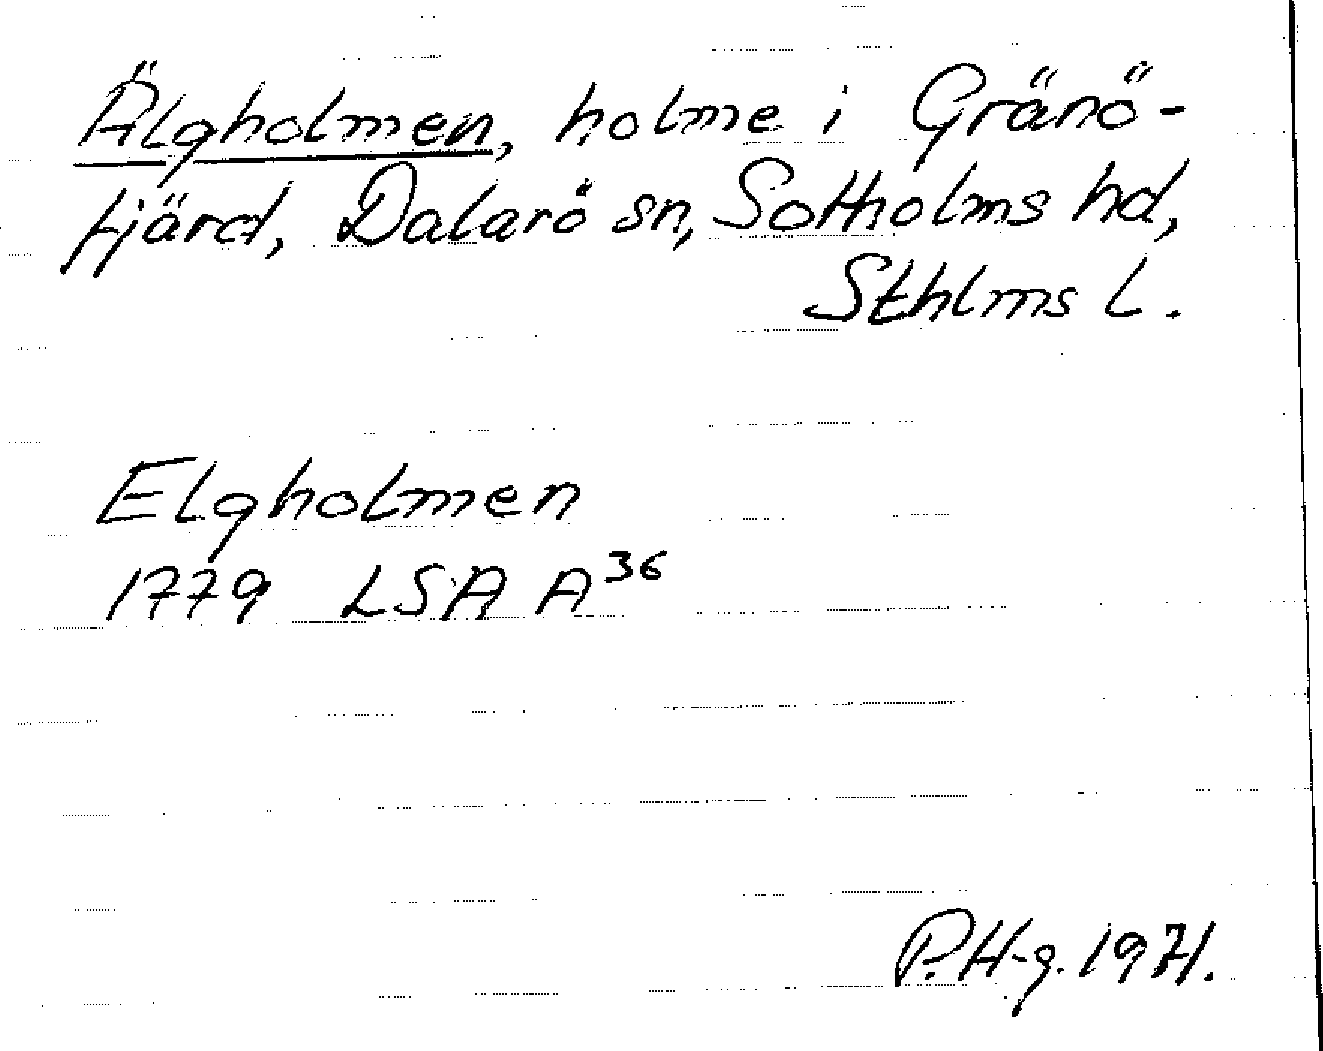 Älgholmen, holme i Gränö-
fjärd, Dalarö sn, Sotholms hd,
Sthlms l.
Elgholmen
1779 LSA A36
P.H-g. 1971.